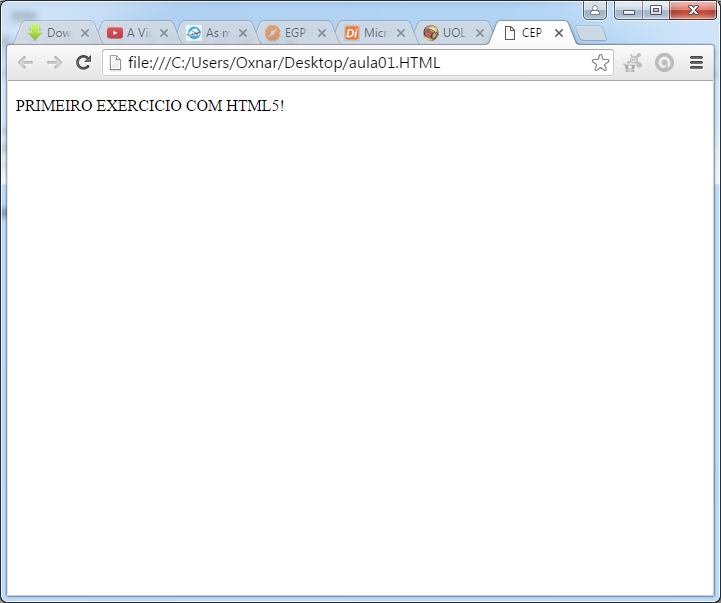 Dow
A Vi
As m
EGP
Micr
UOL
CEP
file:///C:/Users/Oxnar/Desktop/aula01.HTML
PRIMEIRO EXERCICIO COM HTML5!